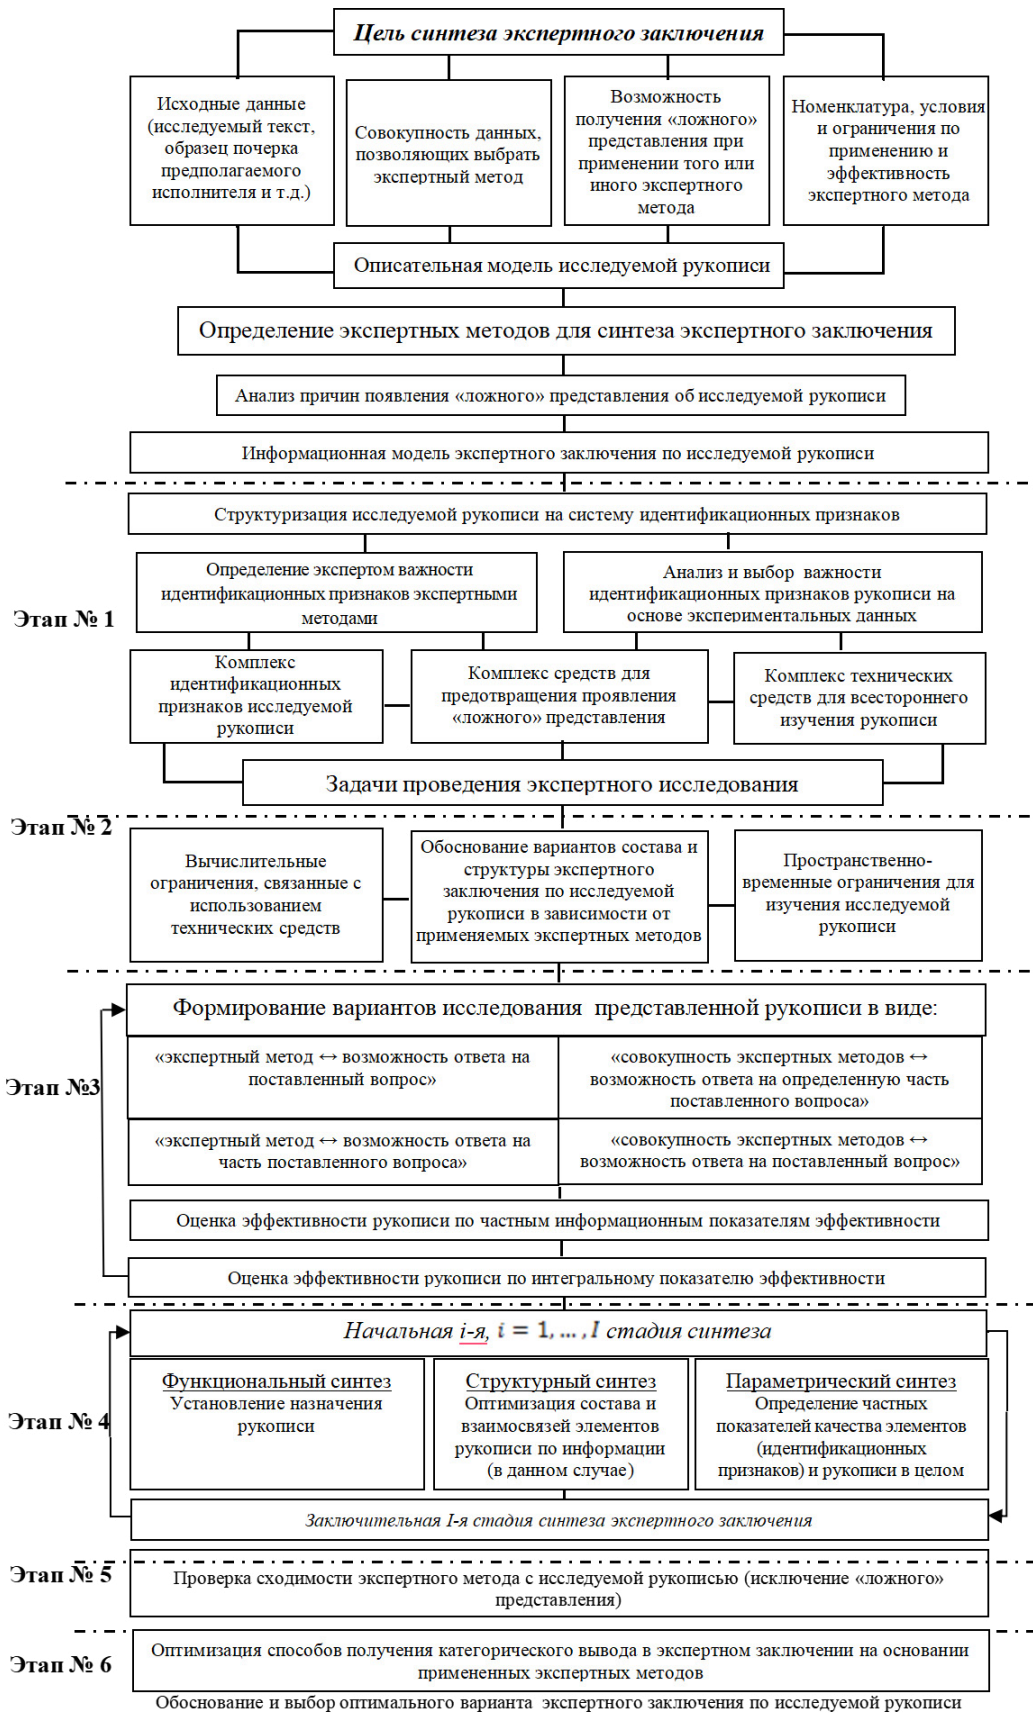 Цель синтеза экспертного заключения
Исходные данные
(исследуемый текст,
образец почерка
предполагаемого
исполнителя и т.д.)
Совокупность данных,
позволяющих выбрать
экспертный метод
Возможность
получения «ложного»
представления при
применении того или
иного экспертного
метода
Номенклатура, условия
и ограничения по
применению и
эффективность
экспертного метода
Описательная модель исследуемой рукописи
Определение экспертных методов для синтеза экспертного заключения
Анализ причин появления «ложного» представления об исследуемой рукописи
Информационная модель экспертного заключения по исследуемой рукописи
Этап № 1
Структуризация исследуемой рукописи на систему идентификационных признаков
Определение экспертом важности
идентификационных признаков экспертными
методами
Анализ и выбор важности
идентификационных признаков рукописи на
основе экспериментальных данных
Комплекс
идентификационных
признаков исследуемой
рукописи
Комплекс средств для
предотвращения проявления
«ложного» представления
Комплекс технических
средств для всестороннего
изучения рукописи
Задачи проведения экспертного исследования
Этап № 2
Вычислительные
ограничения, связанные с
использованием
технических средств
Обоснование вариантов состава и
структуры экспертного
заключения по исследуемой
рукописи в зависимости от
применяемых экспертных методов
Пространственно-
временные ограничения для
изучения исследуемой
рукописи
Этап №3
Формирование вариантов исследования представленной рукописи в виде:
«экспертный метод ↔ возможность ответа на
поставленный вопрос»
«совокупность экспертных методов ↔
возможность ответа на определенную часть
поставленного вопроса»
«экспертный метод ↔ возможность ответа на
часть поставленного вопроса»
«совокупность экспертных методов ↔
возможность ответа на поставленный вопрос»
Оценка эффективности рукописи по частным информационным показателям эффективности
Оценка эффективности рукописи по интегральному показателю эффективности
Этап № 4
Начальная i-я, i = 1, ... , I стадия синтеза
Функциональный синтез
Установление назначения
рукописи
Структурный синтез
Оптимизация состава и
взаимосвязей элементов
рукописи по информации
(в данном случае)
Параметрический синтез
Определение частных
показателей качества элементов
(идентификационных
признаков) и рукописи в целом
Заключительная I-я стадия синтеза экспертного заключения
Этап № 5
Проверка сходимости экспертного метода с исследуемой рукописью (исключение «ложного»
представления)
Этап № 6
Оптимизация способов получения категорического вывода в экспертном заключении на основании
примененных экспертных методов
Обоснование и выбор оптимального варианта экспертного заключения по исследуемой рукописи